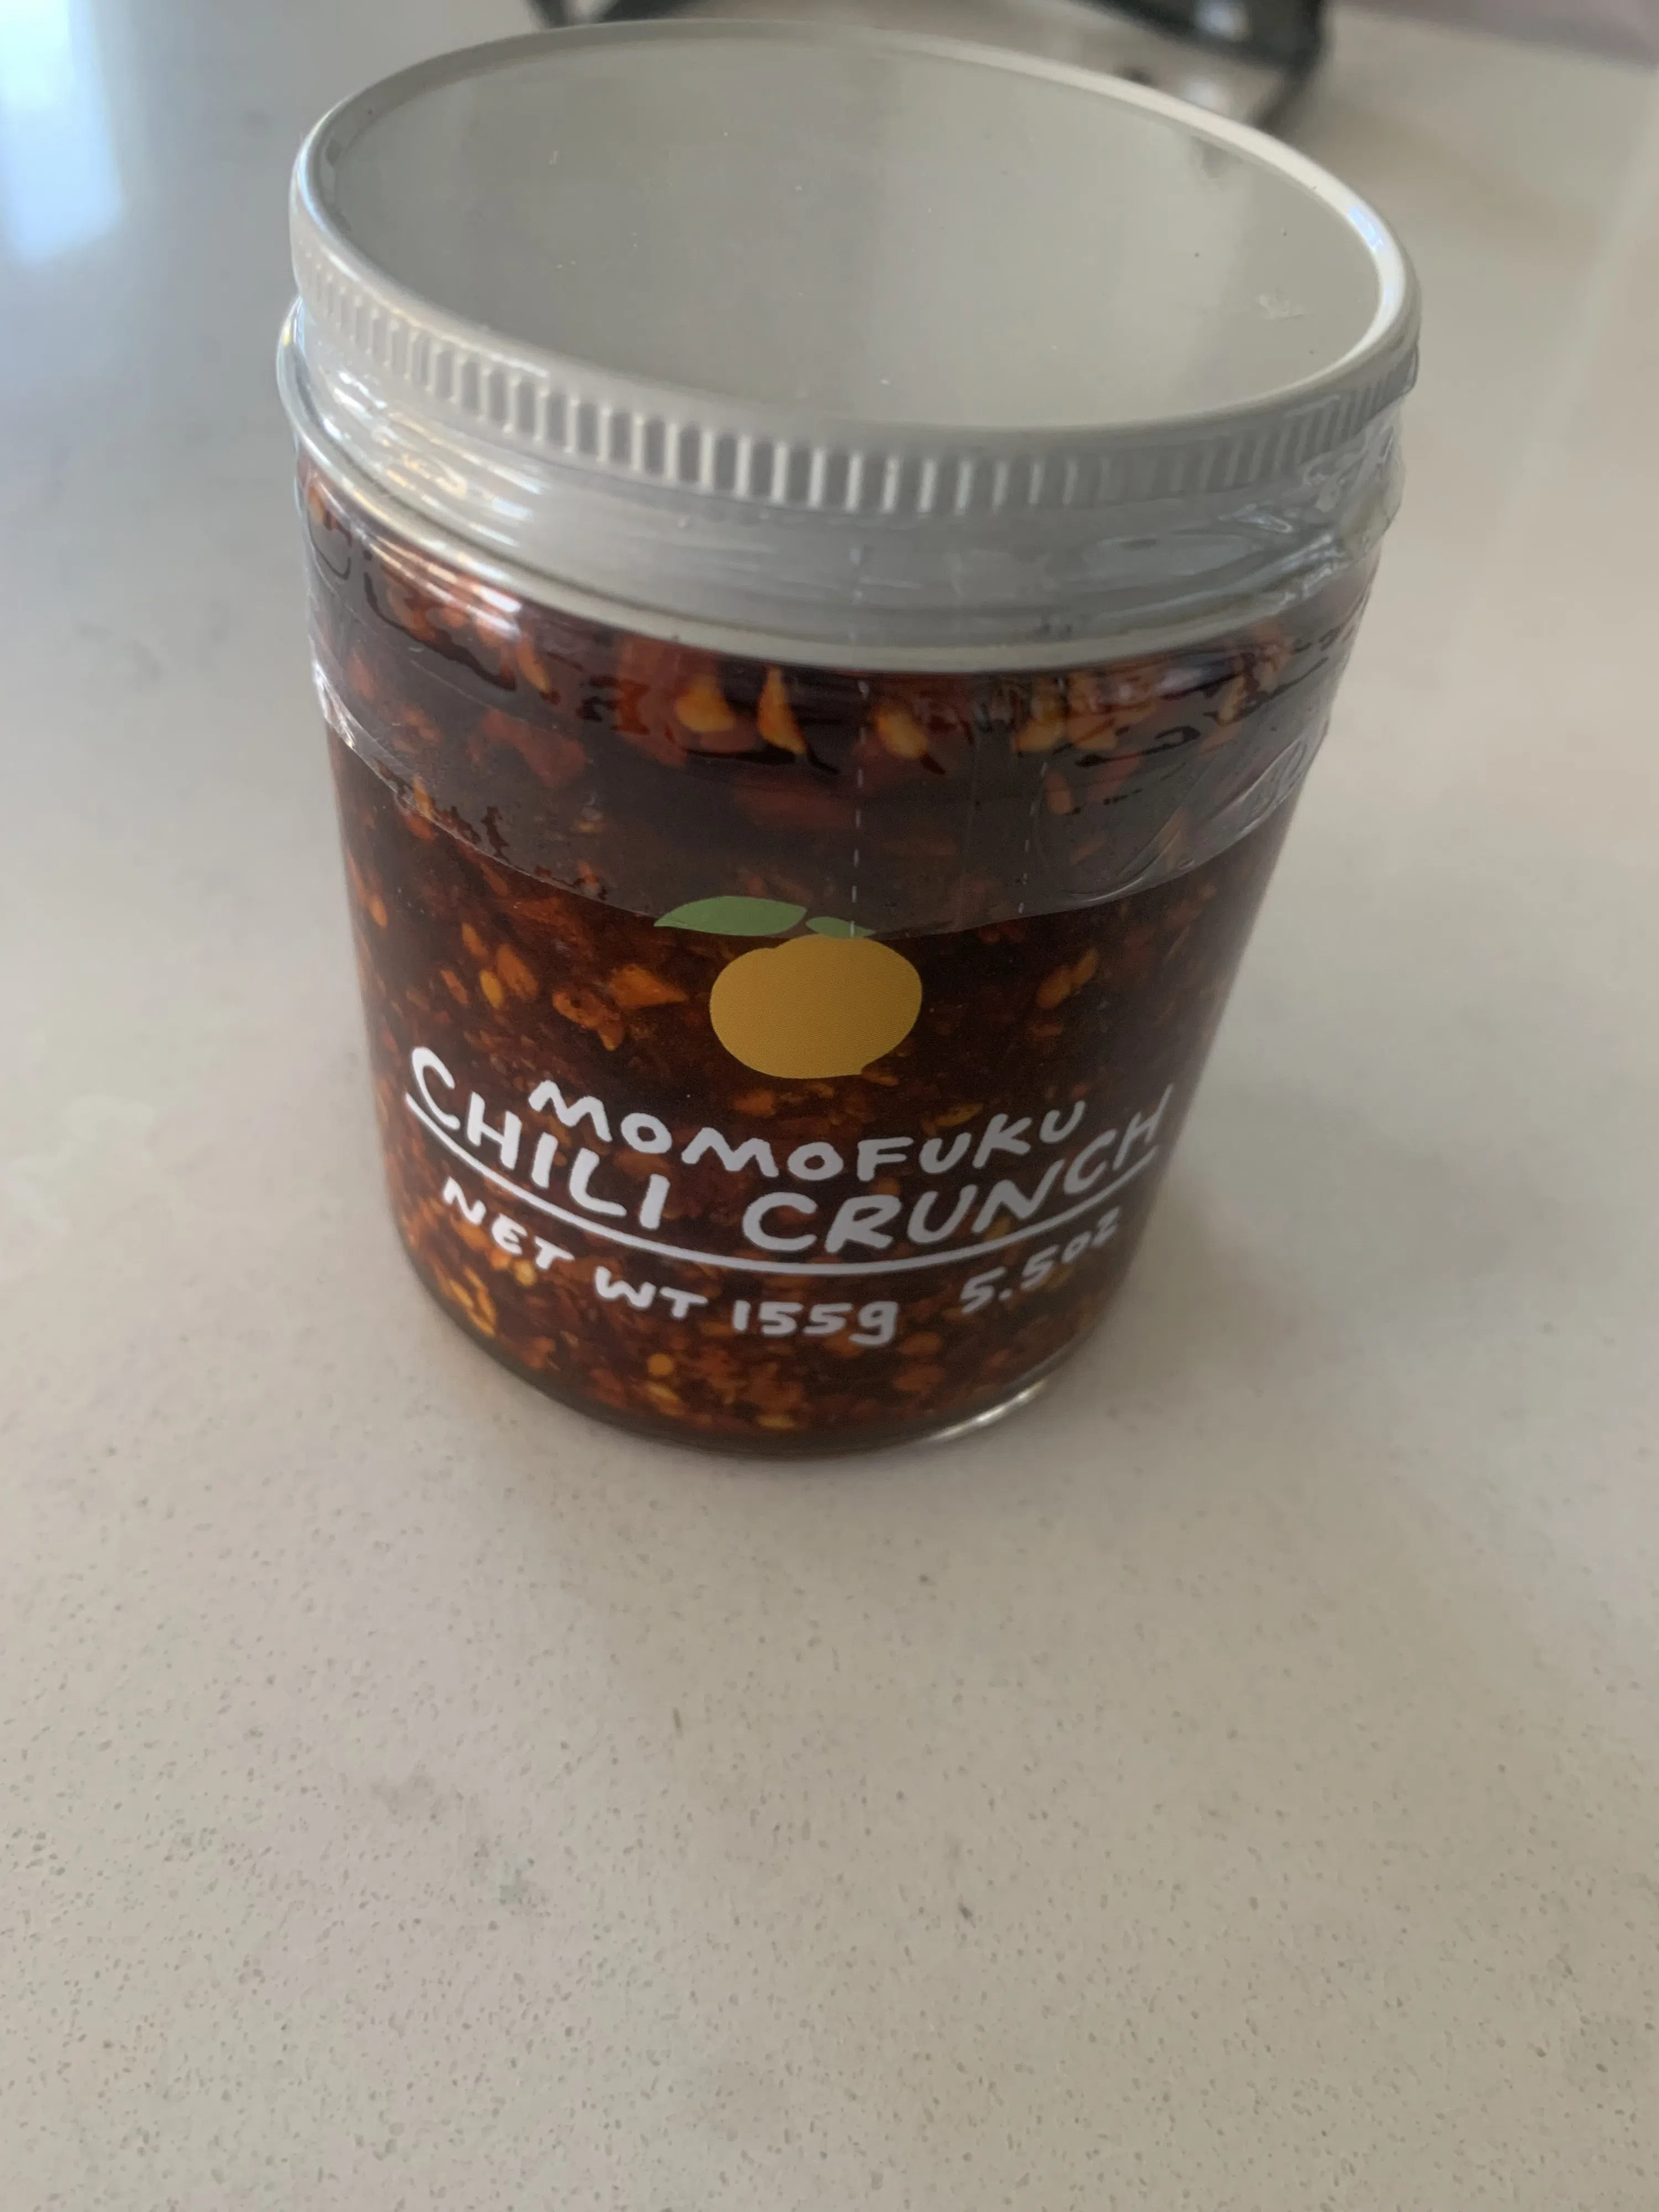 MOMOFUKU
CHILI CRUNCH
NET WT 155g 5.5oz